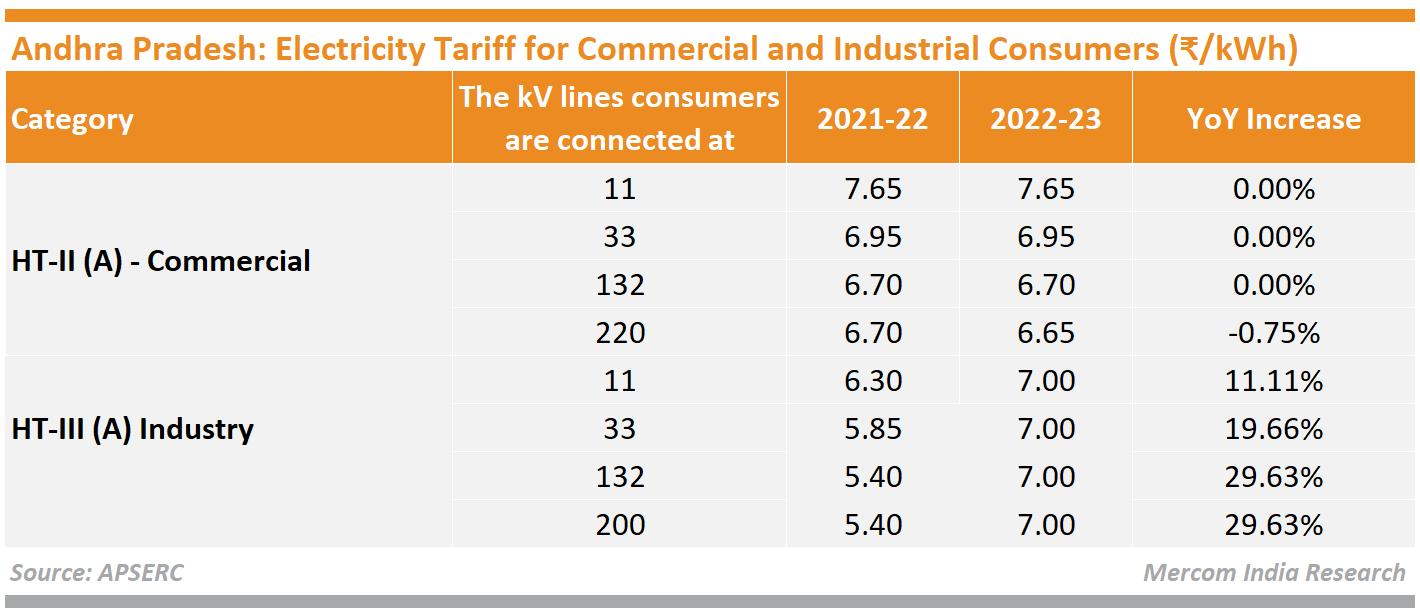 Andhra Pradesh: Electricity Tariff for Commercial and Industrial Consumers (₹/kWh)
Category The kV lines consumers are connected at 2021-22 2022-23 YoY Increase
HT-II (A) - Commercial
11 7.65 7.65 0.00%
33 6.95 6.95 0.00%
132 6.70 6.70 0.00%
220 6.70 6.65 -0.75%
HT-III (A) Industry
11 6.30 7.00 11.11%
33 5.85 7.00 19.66%
132 5.40 7.00 29.63%
200 5.40 7.00 29.63%
Source: APSERC Mercom India Research